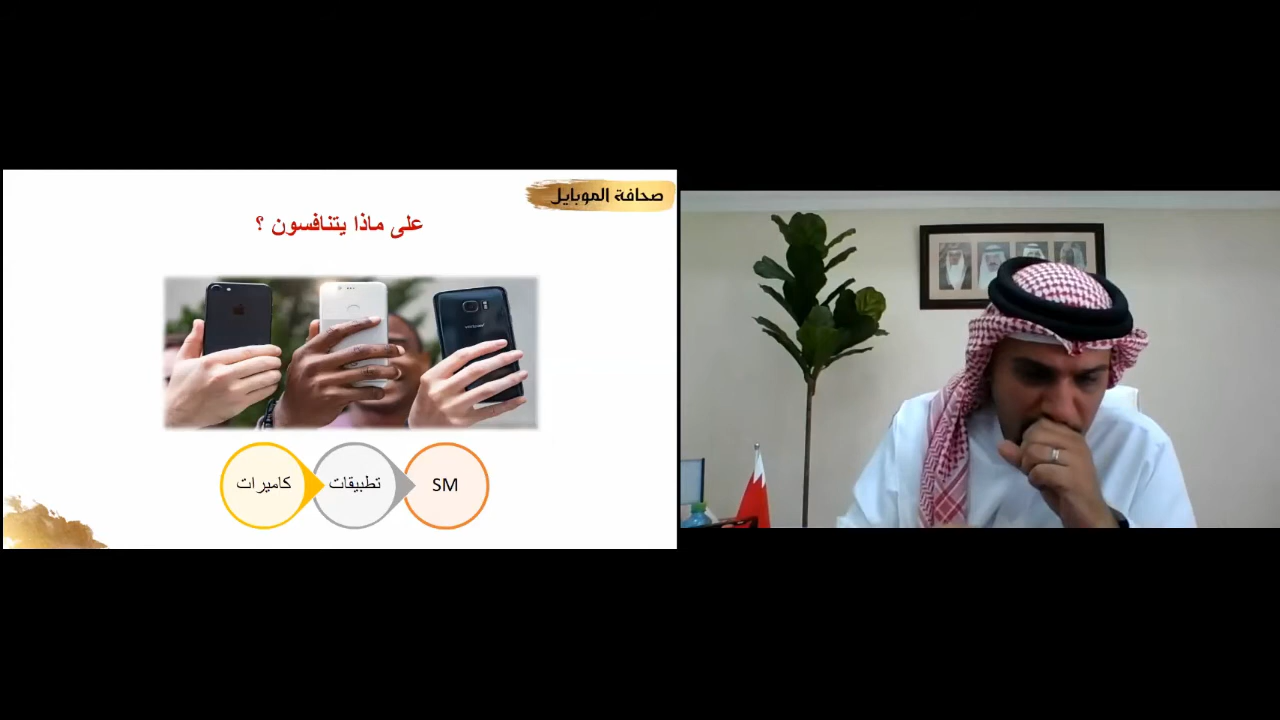 صحافة الموبايل
على ماذا يتنافسون ؟
SM
تطبيقات
كاميرات